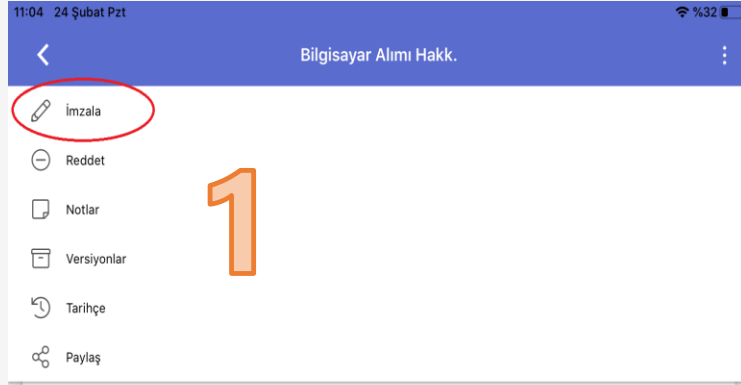 11:04 24 Şubat Pzt %32
Bilgisayar Alımı Hakk.
İmzala
Reddet
1
Notlar
Versiyonlar
Tarihçe
Paylaş